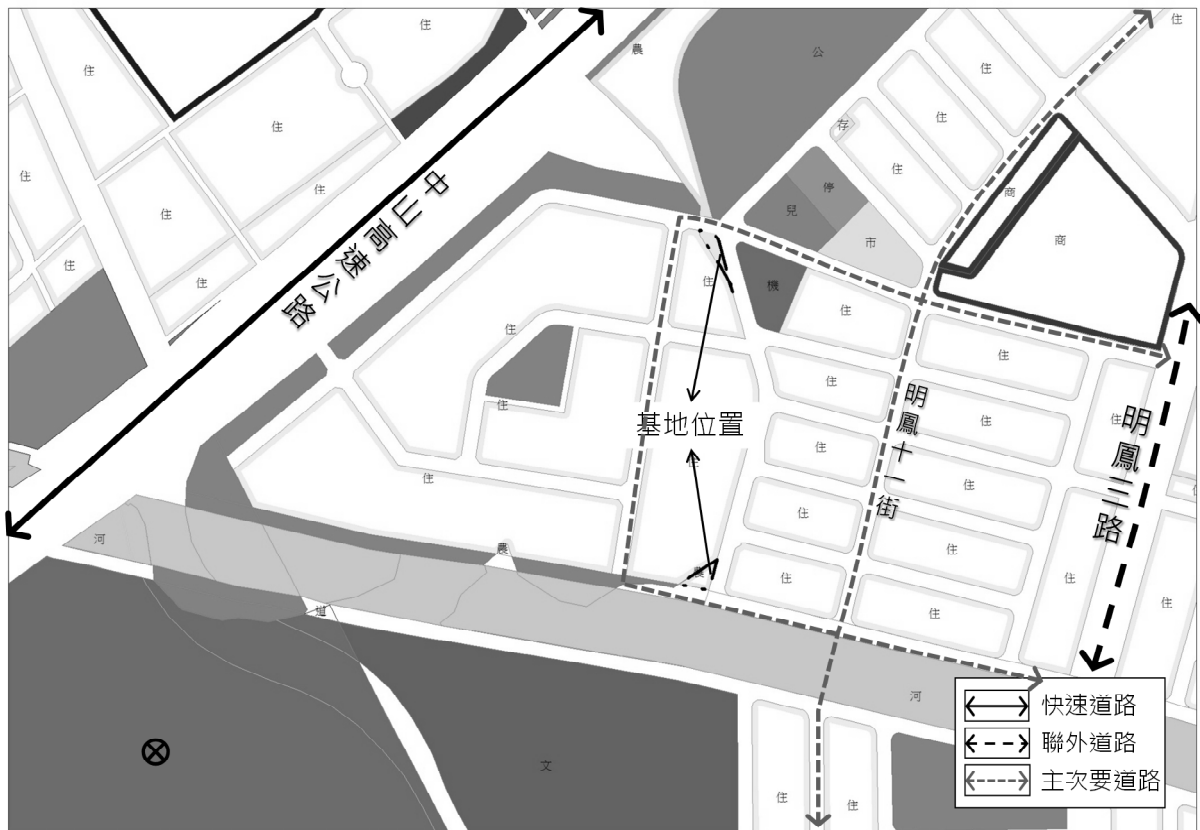 住
農
公
住
住
住
住
住
存
住
住
住
停
商
兒
市
商
中山高速公路
住
住
住
住
機
住
住
住
住
明鳳十一街
住
住
基地位置
明鳳三路
住
住
住
住
住
住
河
農
農
住
住
住
住
道
住
河
文
住
住
快速道路
聯外道路
主次要道路